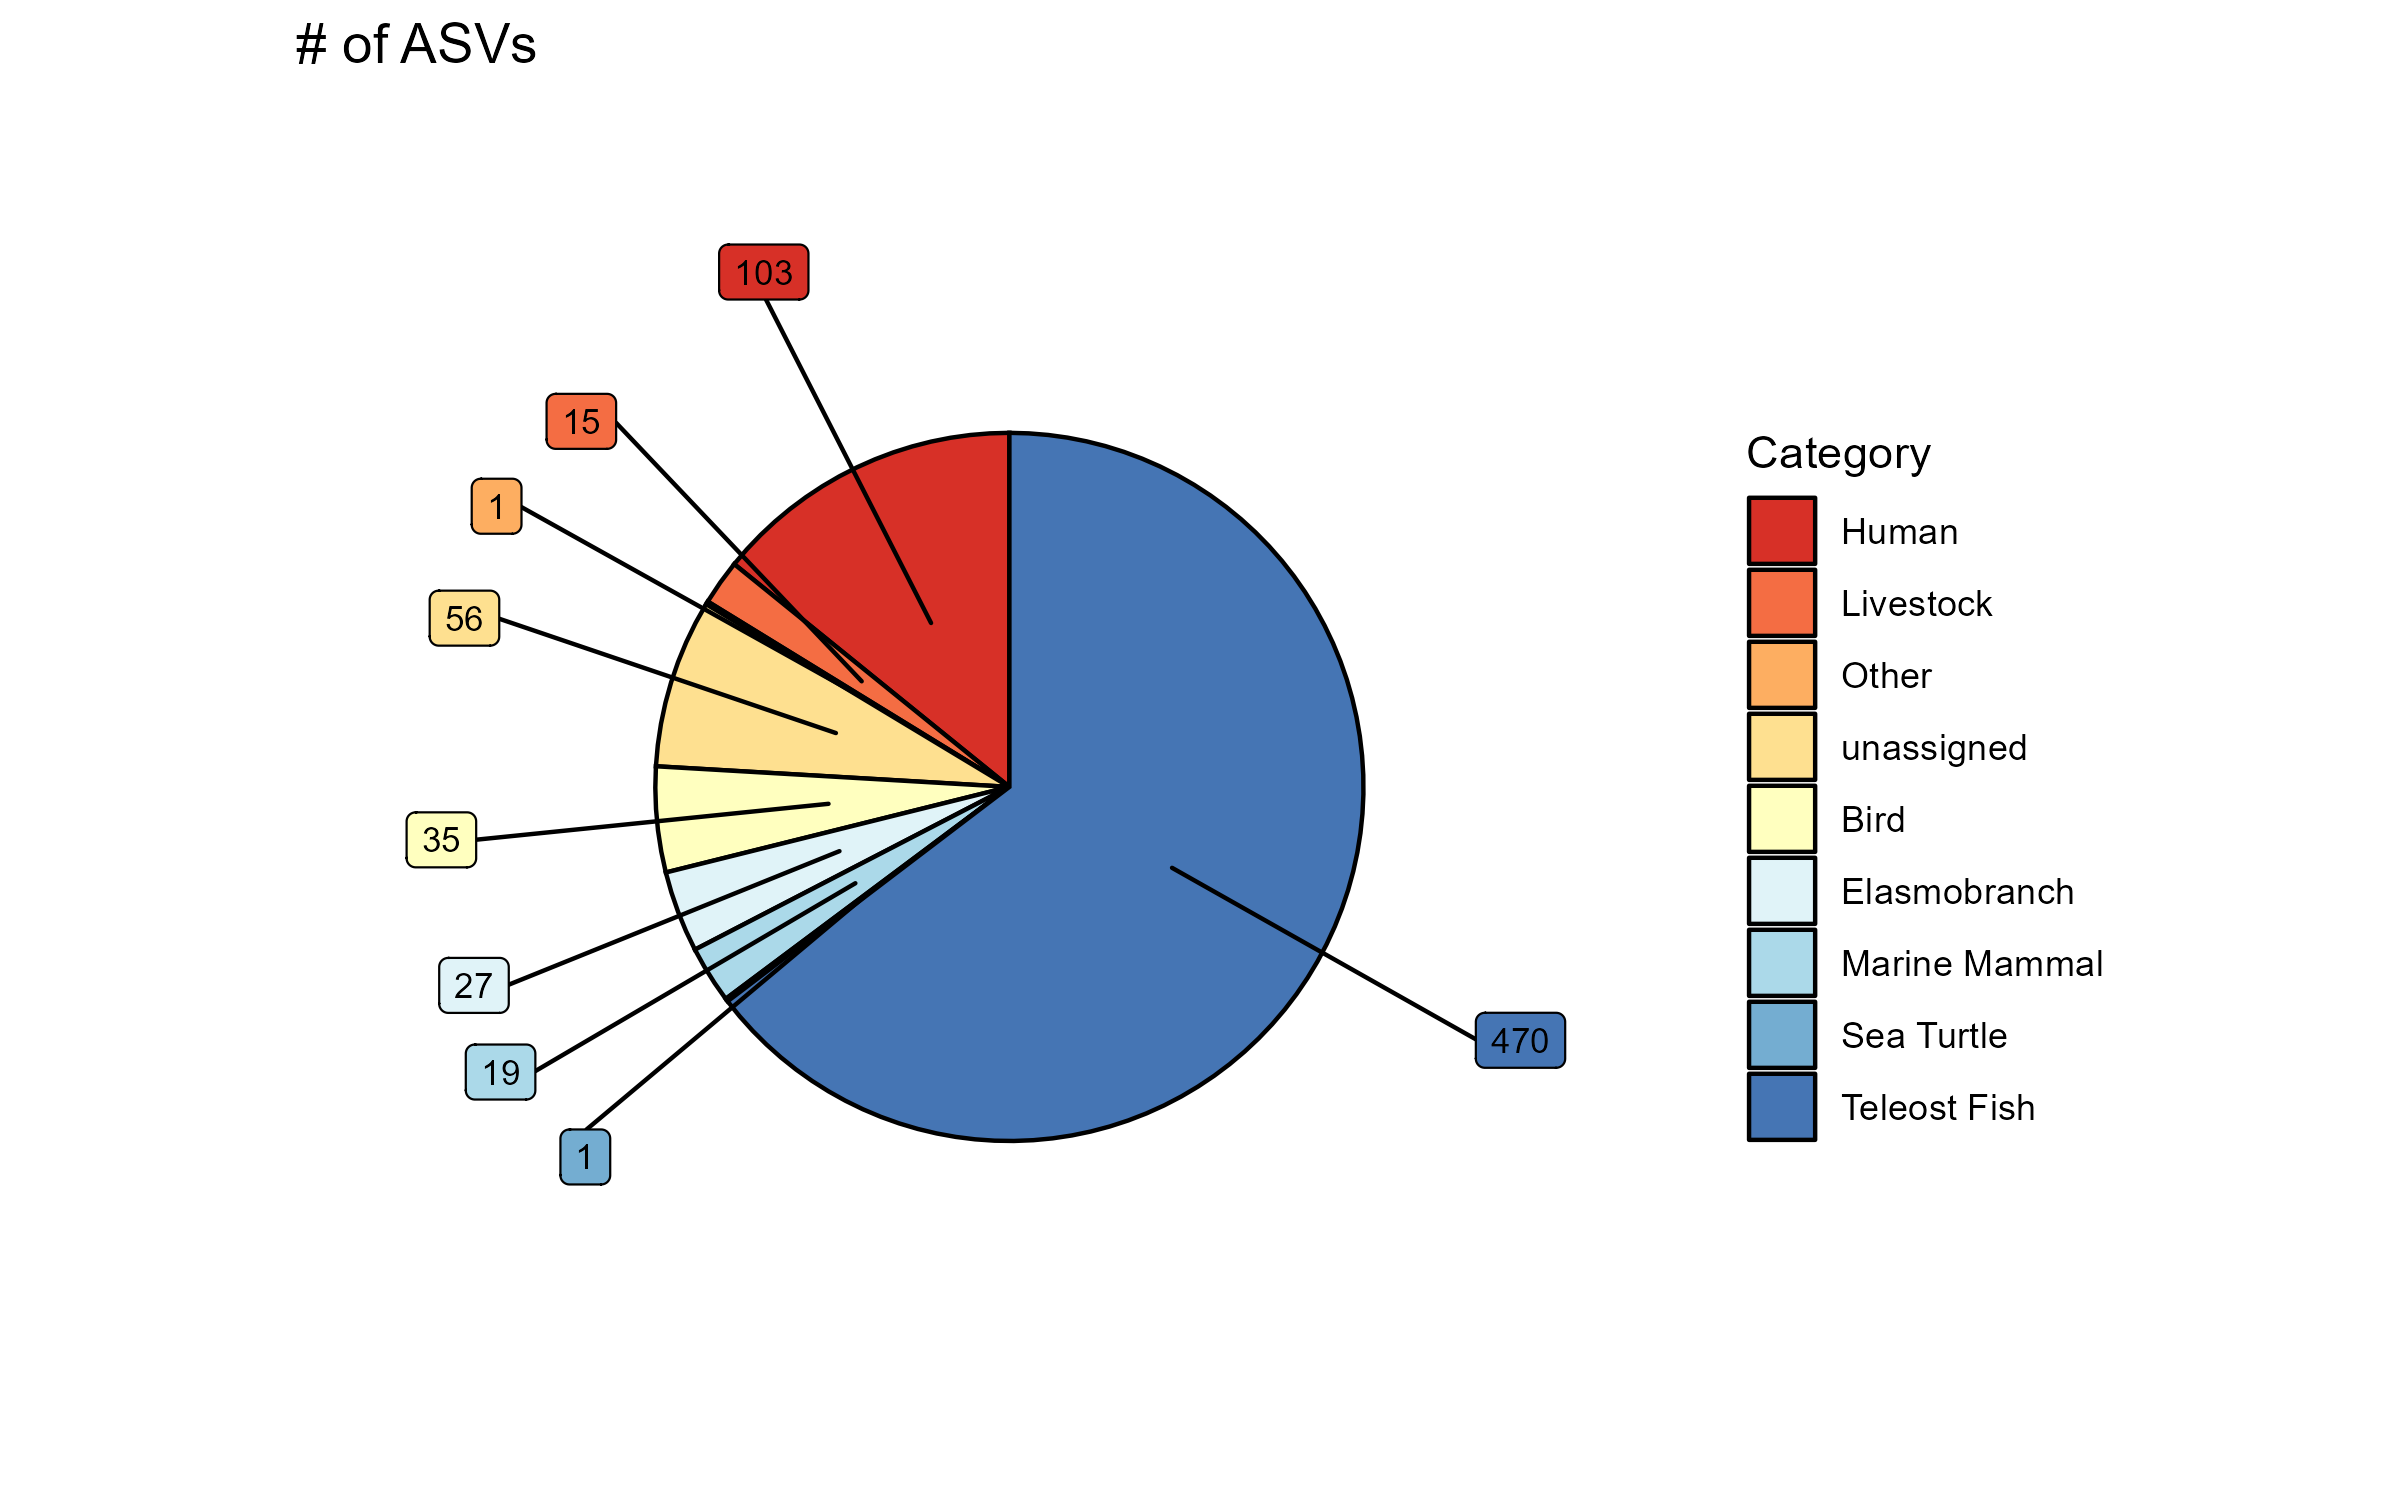 # of ASVs
103
15
1
56
35
27
19
1
470
Category
Human
Livestock
Other
unassigned
Bird
Elasmobranch
Marine Mammal
Sea Turtle
Teleost Fish